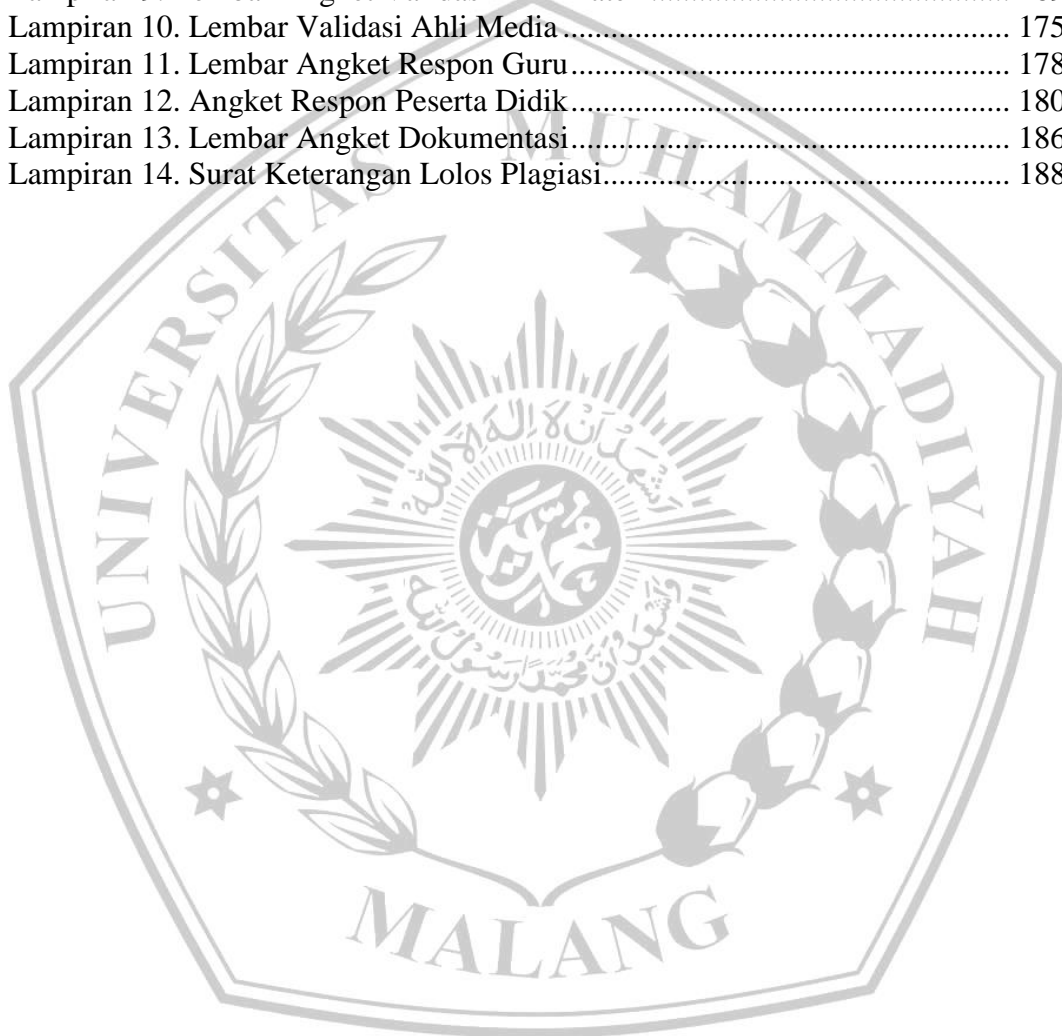 Lampiran 10. Lembar Validasi Ahli Media ...................................................... 175
Lampiran 11. Lembar Angket Respon Guru ..................................................... 178
Lampiran 12. Angket Respon Peserta Didik ..................................................... 180
Lampiran 13. Lembar Angket Dokumentasi ..................................................... 186
Lampiran 14. Surat Keterangan Lolos Plagiasi ................................................. 188
UNIVERSITAS MUHAMMADIYAH
MALANG